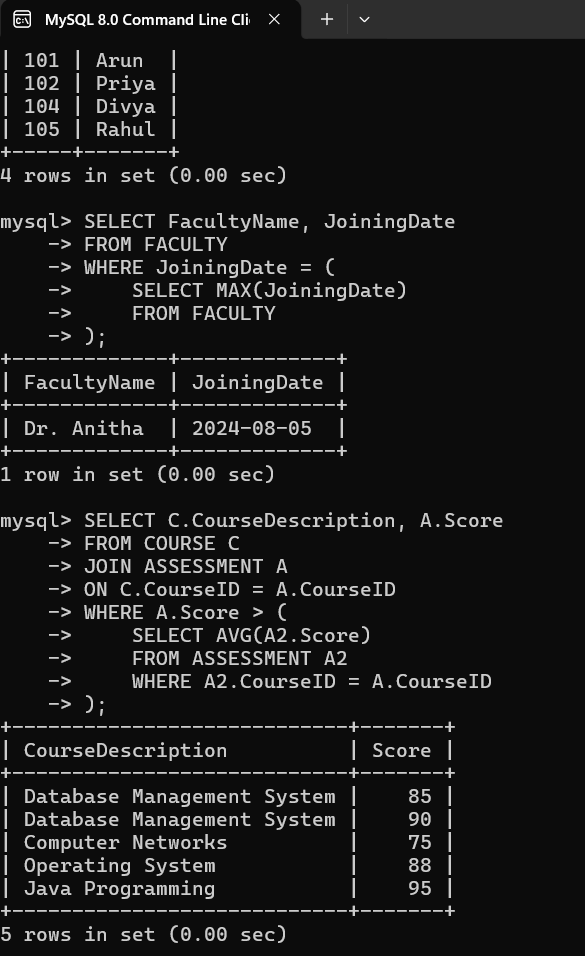 MySQL 8.0 Command Line Cli
| 101 | Arun  |
| 102 | Priya |
| 104 | Divya |
| 105 | Rahul |
+-----+-------+
4 rows in set (0.00 sec)
mysql> SELECT FacultyName, JoiningDate
    -> FROM FACULTY
    -> WHERE JoiningDate = (
    ->     SELECT MAX(JoiningDate)
    ->     FROM FACULTY
    -> );
+-------------+-------------+
| FacultyName | JoiningDate |
+-------------+-------------+
| Dr. Anitha  | 2024-08-05  |
+-------------+-------------+
1 row in set (0.00 sec)
mysql> SELECT C.CourseDescription, A.Score
    -> FROM COURSE C
    -> JOIN ASSESSMENT A
    -> ON C.CourseID = A.CourseID
    -> WHERE A.Score > (
    ->     SELECT AVG(A2.Score)
    ->     FROM ASSESSMENT A2
    ->     WHERE A2.CourseID = A.CourseID
    -> );
+----------------------------+-------+
| CourseDescription          | Score |
+----------------------------+-------+
| Database Management System |    85 |
| Database Management System |    90 |
| Computer Networks          |    75 |
| Operating System           |    88 |
| Java Programming           |    95 |
+----------------------------+-------+
5 rows in set (0.00 sec)